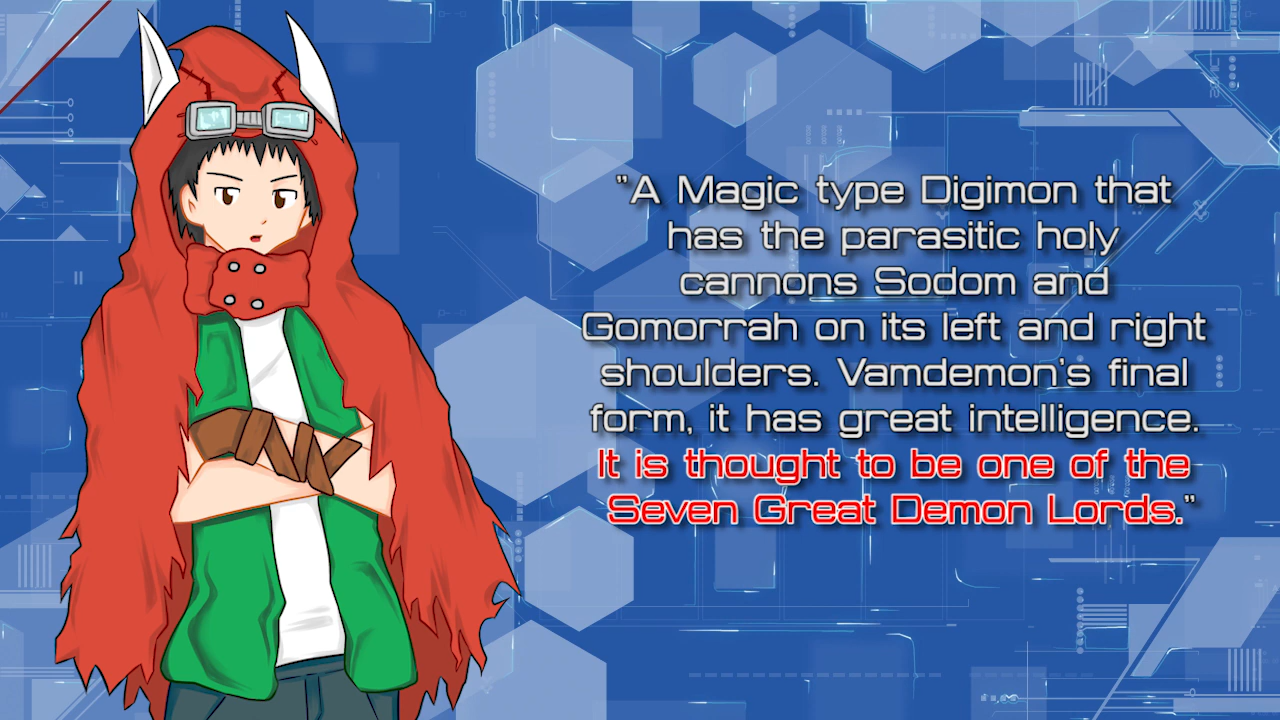 "A Magic type Digimon that
has the parasitic holy
cannons Sodom and
Gomorrah on its left and right
shoulders. Vamdemon's final
form, it has great intelligence.
It is thought to be one of the
Seven Great Demon Lords."